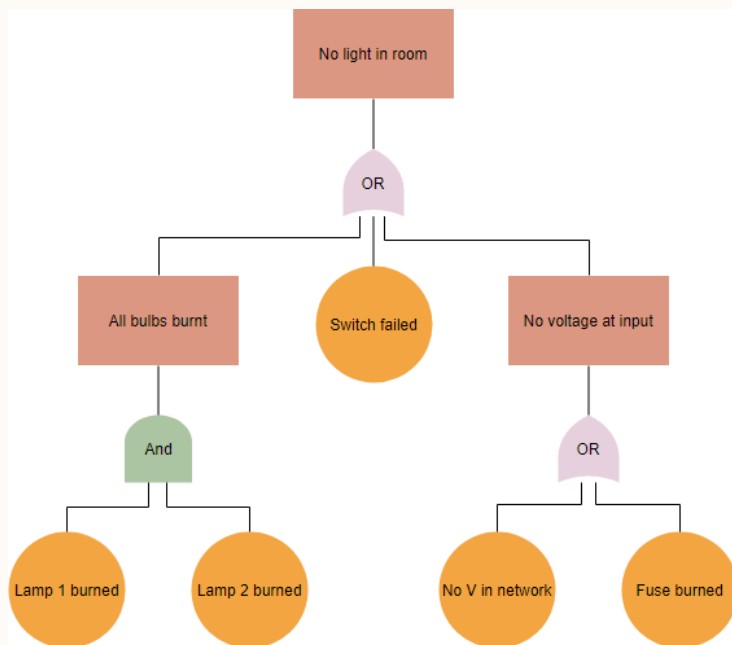 No light in room
OR
All bulbs burnt
Switch failed
No voltage at input
And
OR
Lamp 1 burned
Lamp 2 burned
No V in network
Fuse burned